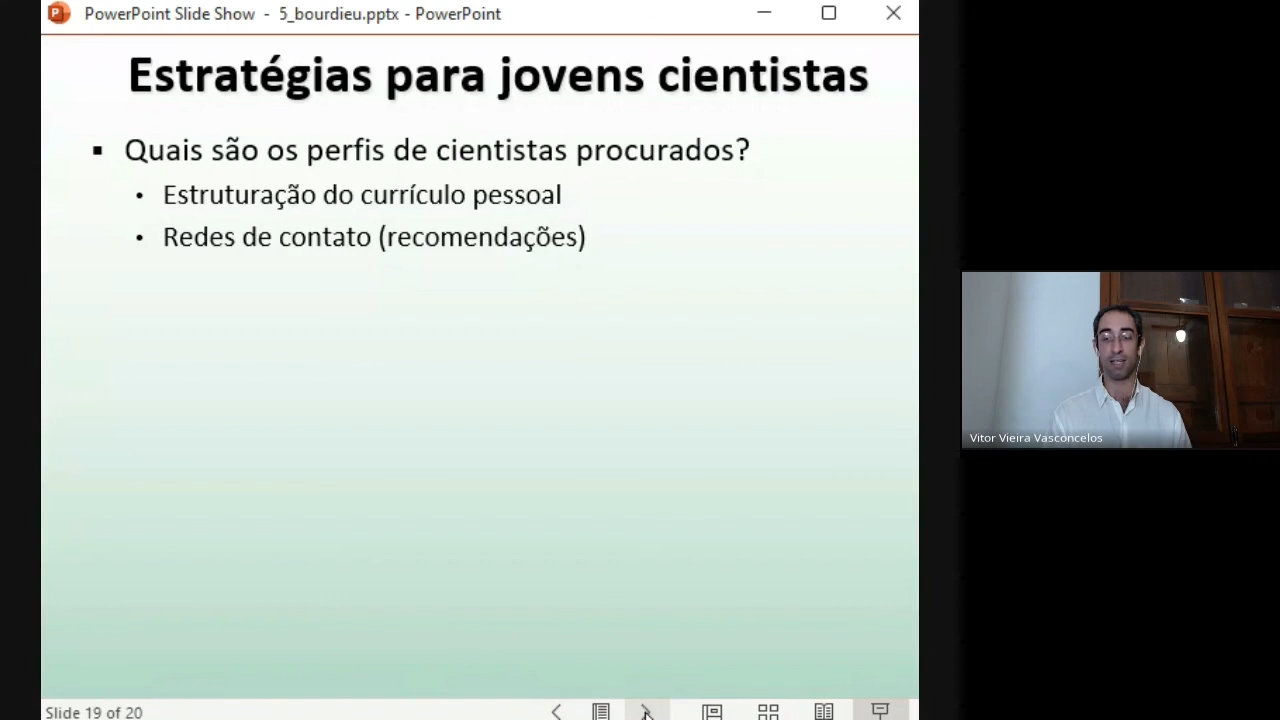 PowerPoint Slide Show - 5_bourdieu.pptx - PowerPoint
Estratégias para jovens cientistas
Quais são os perfis de cientistas procurados?
Estruturação do currículo pessoal
Redes de contato (recomendações)
Vitor Vieira Vasconcelos
Slide 19 of 20